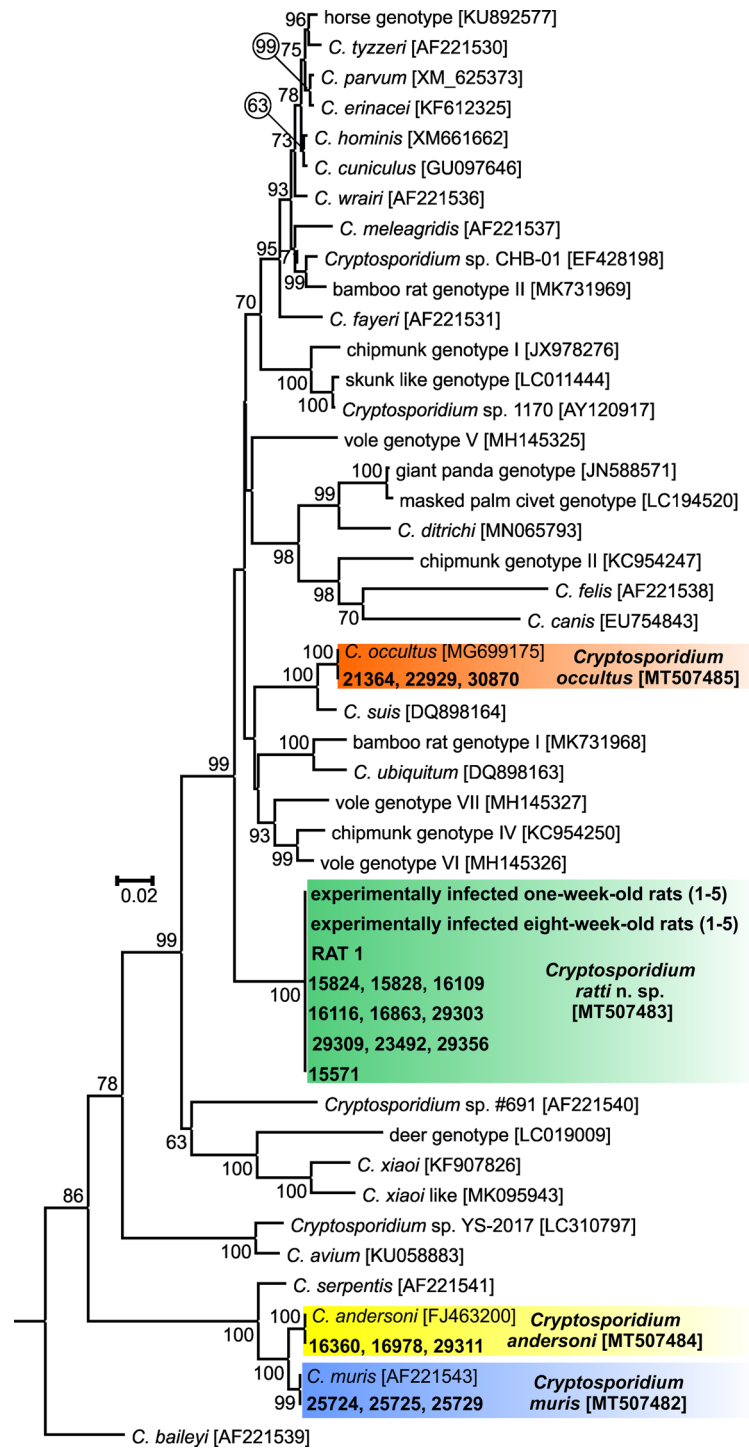 96
horse genotype [KU892577]
75
C. tyzzeri [AF221530]
99
C. parvum [XM_625373]
78
C. erinacei [KF612325]
63
C. hominis [XM661662]
73
C. cuniculus [GU097646]
93
C. wrairi [AF221536]
C. meleagridis [AF221537]
95
7
Cryptosporidium sp. CHB-01 [EF428198]
99
bamboo rat genotype II [MK731969]
70
C. fayeri [AF221531]
chipmunk genotype I [JX978276]
100
skunk like genotype [LC011444]
100
Cryptosporidium sp. 1170 [AY120917]
vole genotype V [MH145325]
100
giant panda genotype [JN588571]
99
masked palm civet genotype [LC194520]
C. ditrichi [MN065793]
98
chipmunk genotype II [KC954247]
98
C. felis [AF221538]
70
C. canis [EU754843]
100
C. occultus [MG699175]
100
21364, 22929, 30870
Cryptosporidium
occultus [MT507485]
C. suis [DQ898164]
100
bamboo rat genotype I [MK731968]
99
C. ubiquitum [DQ898163]
vole genotype VII [MH145327]
93
chipmunk genotype IV [KC954250]
99
vole genotype VI [MH145326]
0.02
experimentally infected one-week-old rats (1-5)
experimentally infected eight-week-old rats (1-5)
99
RAT 1
100
15824, 15828, 16109
16116, 16863, 29303
29309, 23492, 29356
15571
Cryptosporidium
ratti n. sp.
[MT507483]
78
Cryptosporidium sp. #691 [AF221540]
63
deer genotype [LC019009]
100
C. xiaoi [KF907826]
100
C. xiaoi like [MK095943]
86
Cryptosporidium sp. YS-2017 [LC310797]
100
C. avium [KU058883]
C. serpentis [AF221541]
100
100
C. andersoni [FJ463200]
16360, 16978, 29311
Cryptosporidium
andersoni [MT507484]
100
C. muris [AF221543]
99
25724, 25725, 25729
Cryptosporidium
muris [MT507482]
C. baileyi [AF221539]